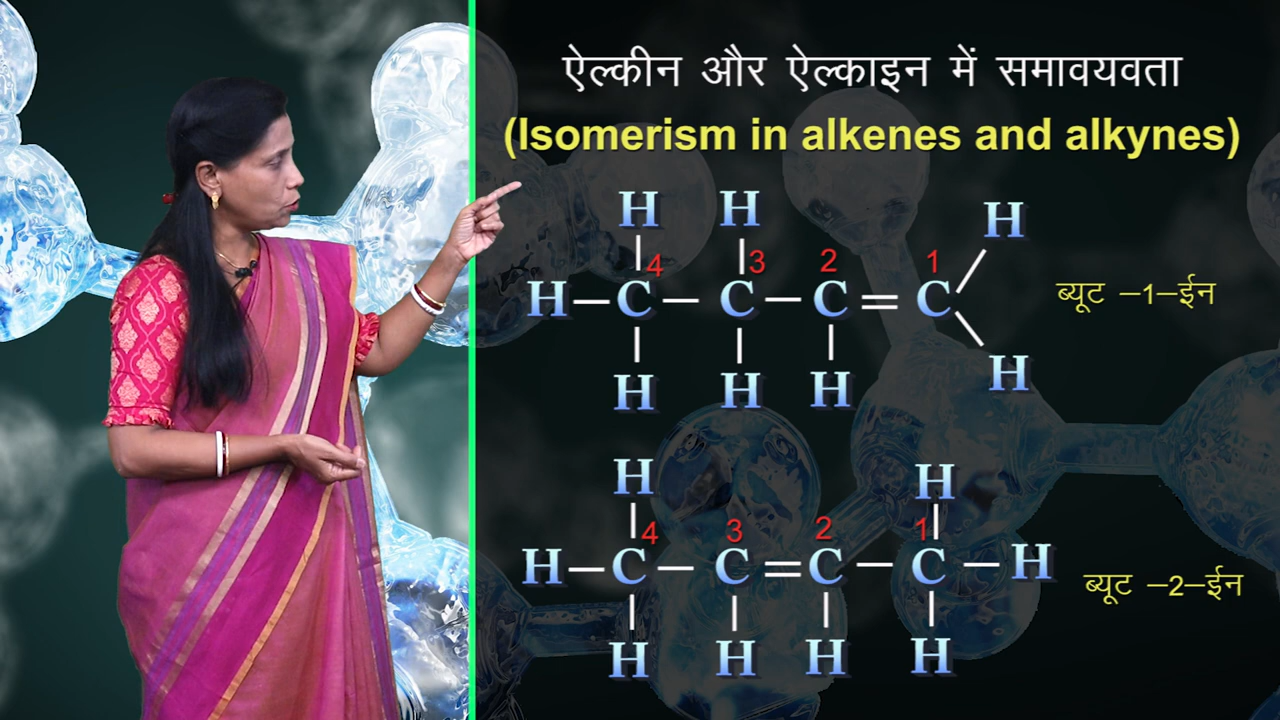 ऐल्कीन और ऐल्काइन में समावयवता
(Isomerism in alkenes and alkynes)
H H H
4 3 2 1
H–C–C–C=C ब्यूट –1–ईन
H H H H
H H
4 3 2 1
H–C–C=C–C–H ब्यूट –2–ईन
H H H H